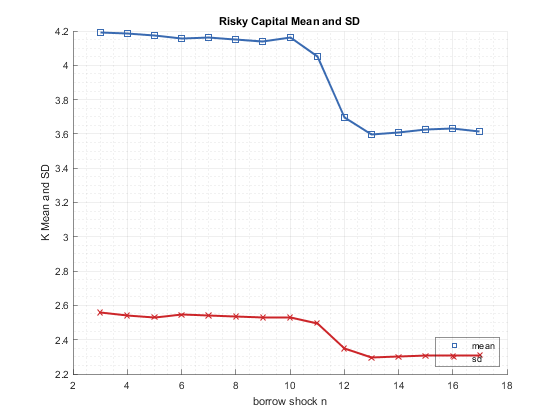 Risky Capital Mean and SD
4.2
4
3.8
3.6
3.4
3.2
3
2.8
2.6
2.4
2.2
K Mean and SD
mean
sd
2 4 6 8 10 12 14 16 18
borrow shock n